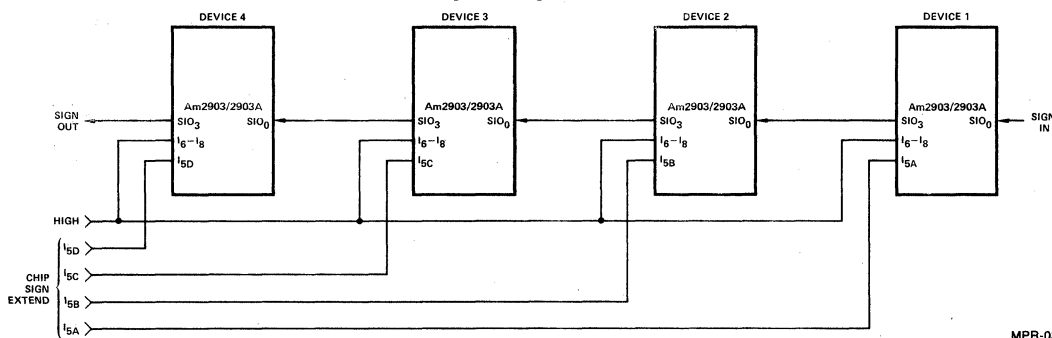 DEVICE 4 DEVICE 3 DEVICE 2 DEVICE 1
Am2903/2903A Am2903/2903A Am2903/2903A Am2903/2903A
SIGN OUT SIO3 SIO0 SIO3 SIO0 SIO3 SIO0 SIO3 SIO0 SIGN IN
I6–I8 I6–I8 I6–I8 I6–I8
I5D I5C I5B I5A
HIGH
CHIP SIGN EXTEND
I5D
I5C
I5B
I5A